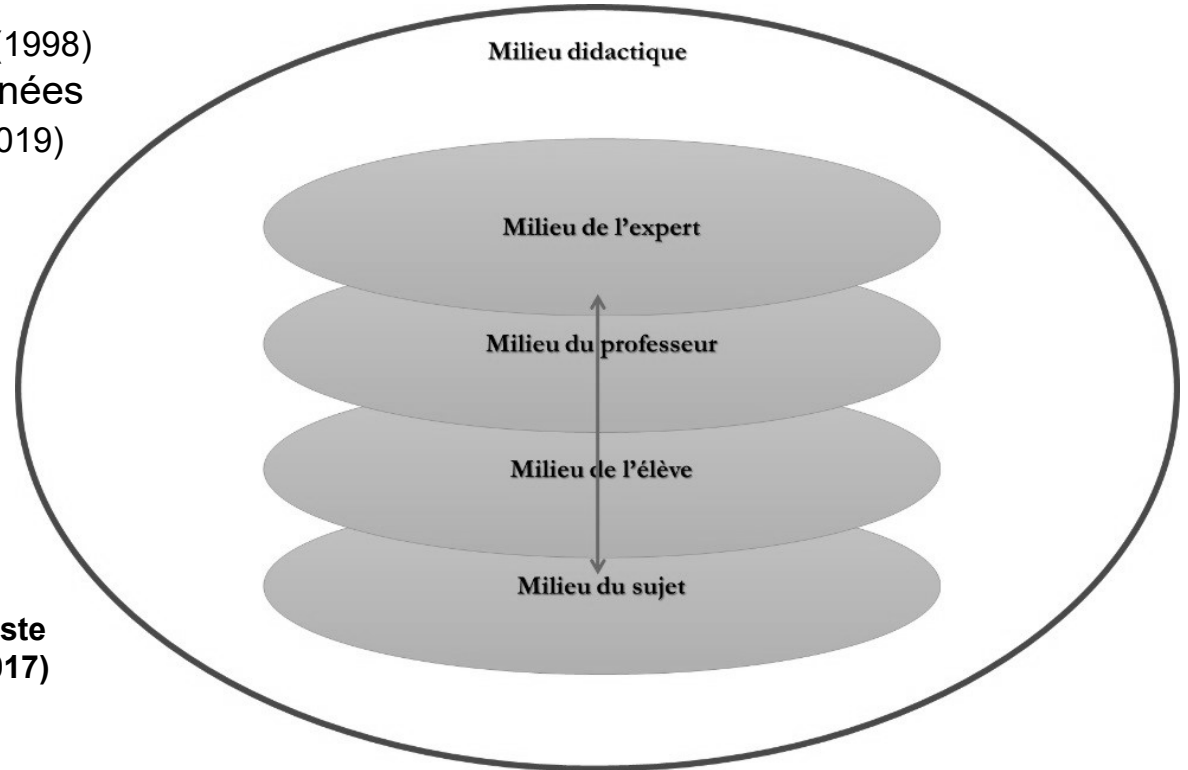 (1998)
nées
019)
Milieu didactique
Milieu de l’expert
Milieu du professeur
Milieu de l’élève
Milieu du sujet
ste
017)